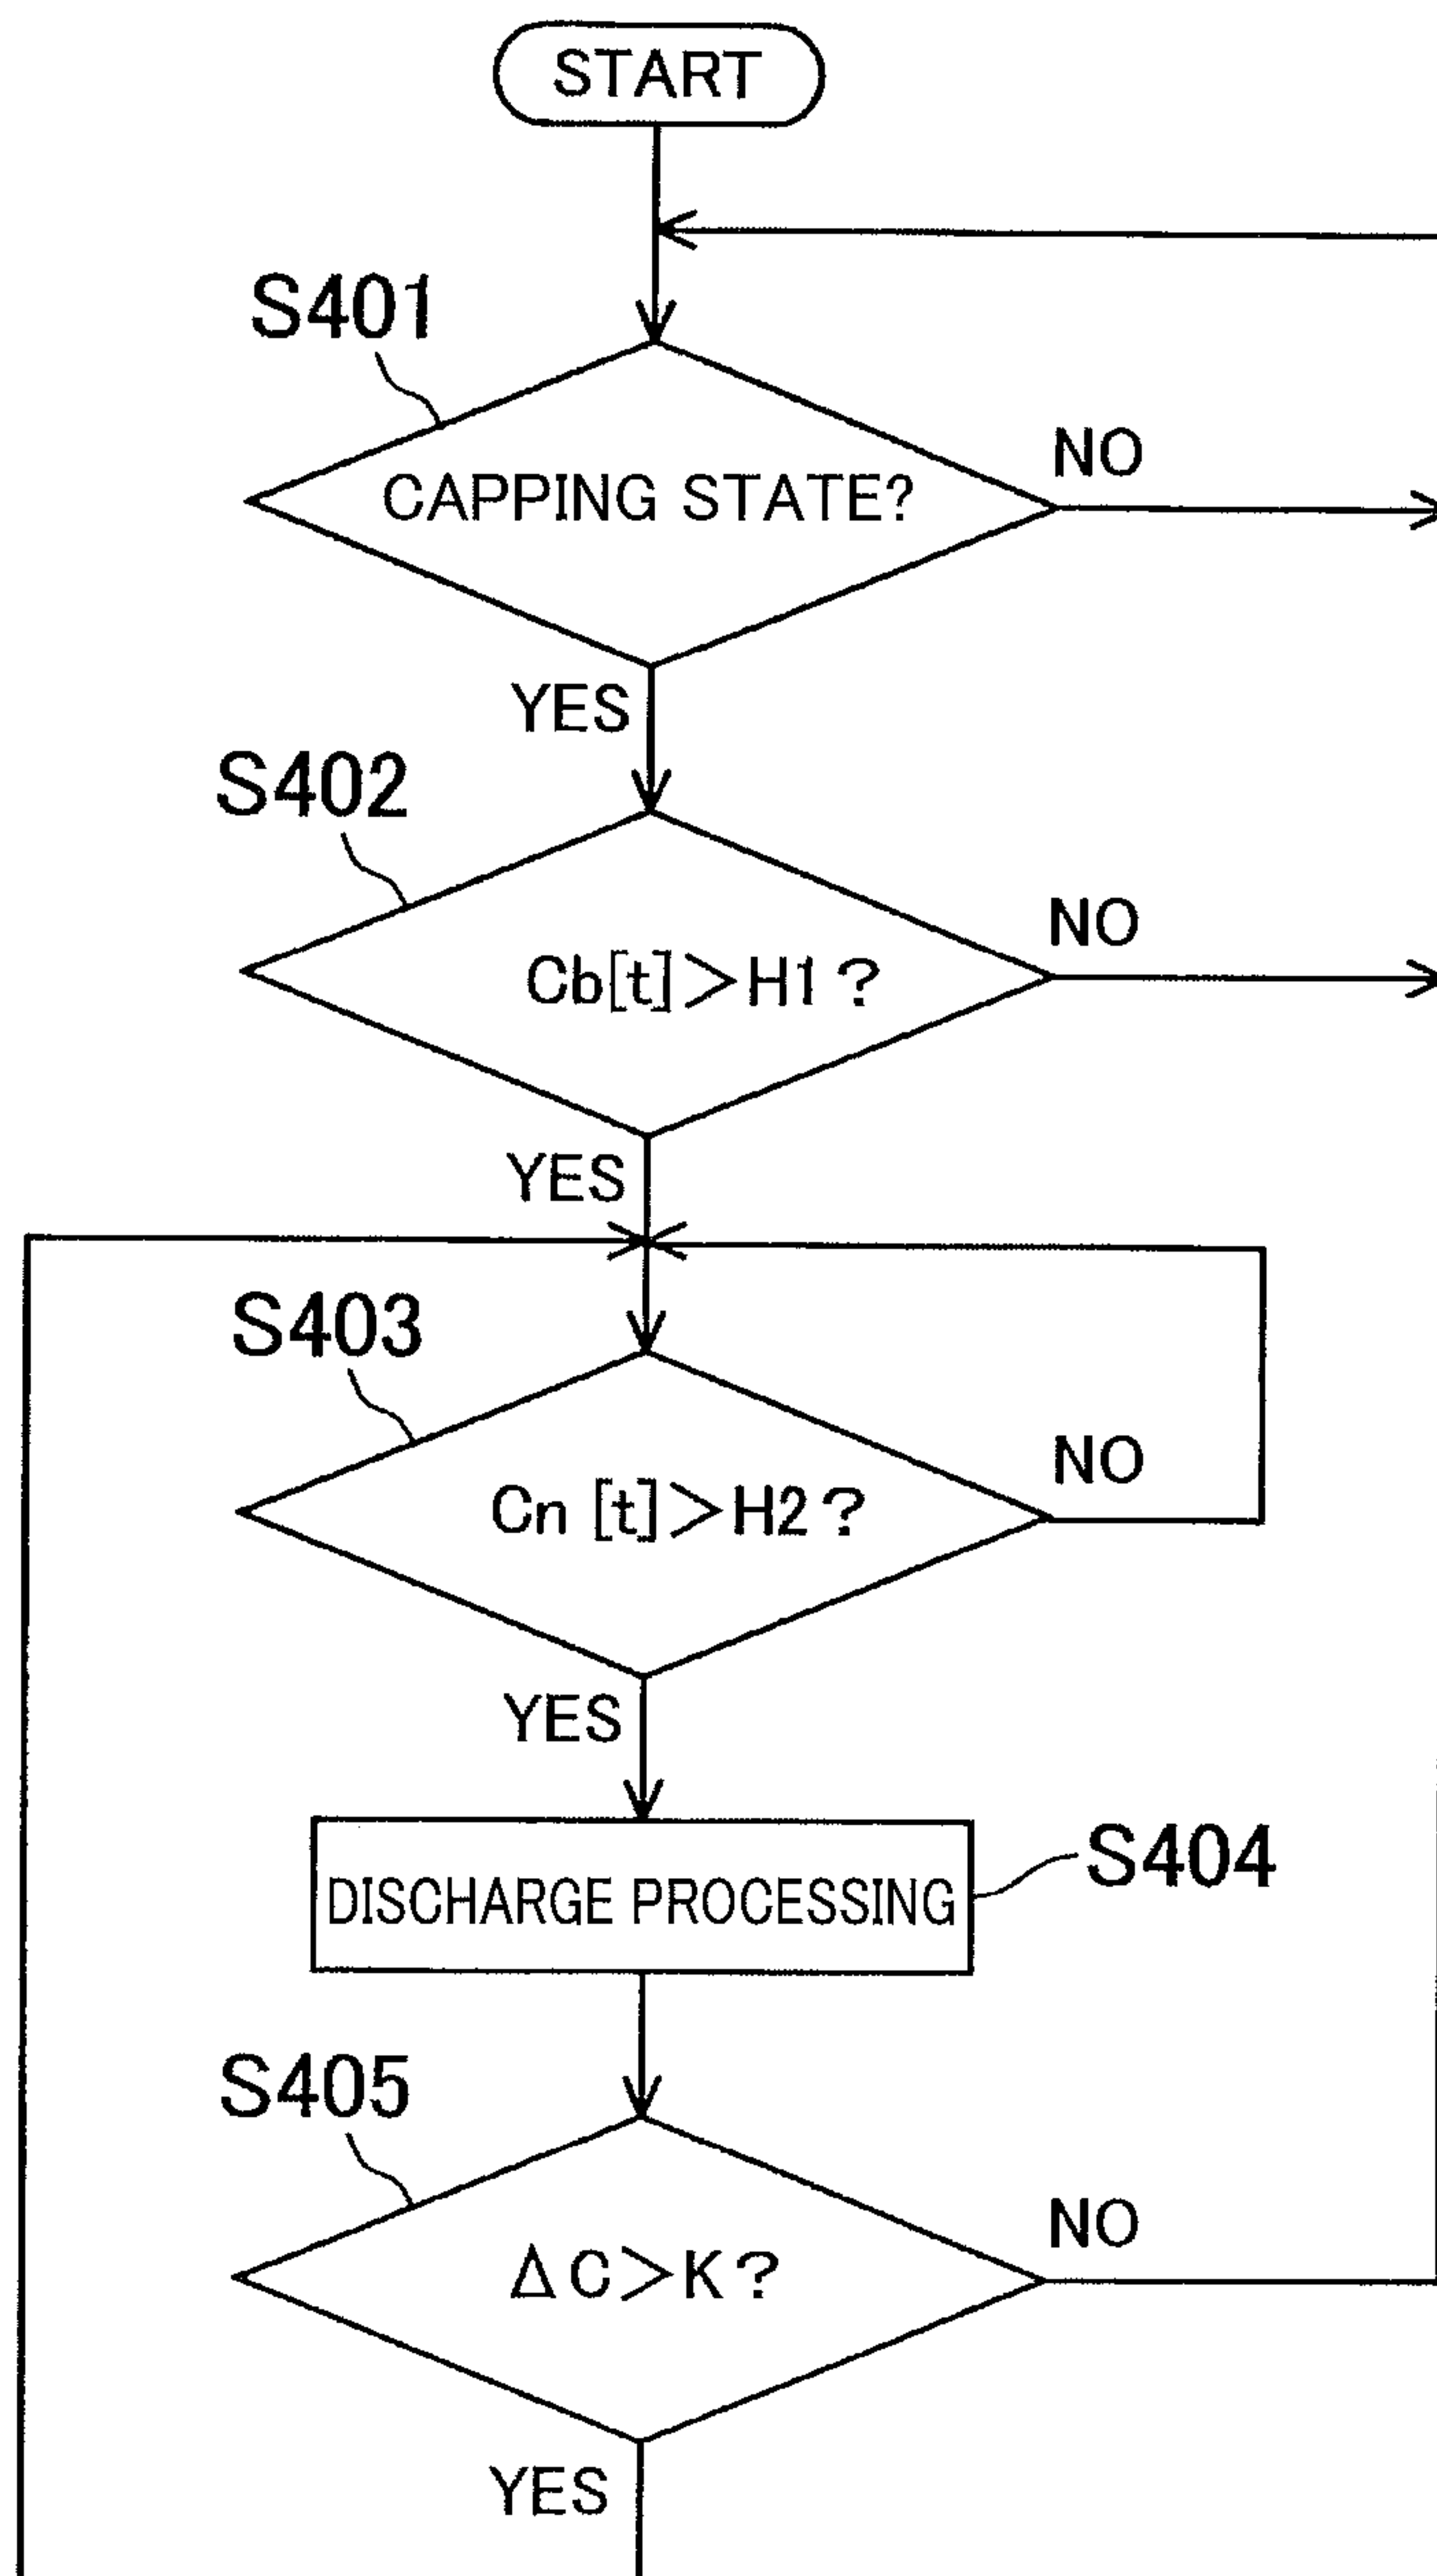 START
S401
CAPPING STATE?
NO
YES
S402
Cb[t]>H1?
NO
YES
S403
Cn [t]>H2?
NO
YES
DISCHARGE PROCESSING
S404
S405
ΔC>K?
NO
YES